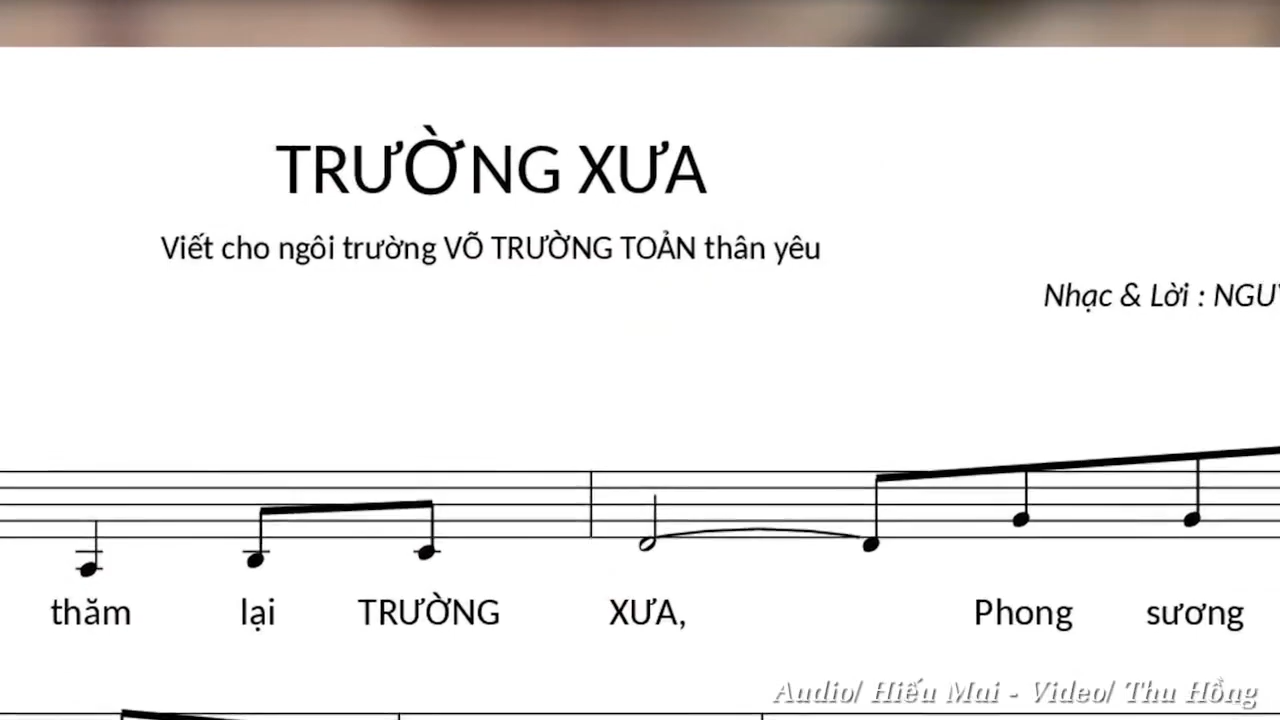 TRƯỜNG XƯA
Viết cho ngôi trường VÕ TRƯỜNG TOẢN thân yêu
Nhạc & Lời : NGUY
thăm lại TRƯỜNG XƯA, Phong sương
Audio/ Hiếu Mai - Video/ Thu Hồng